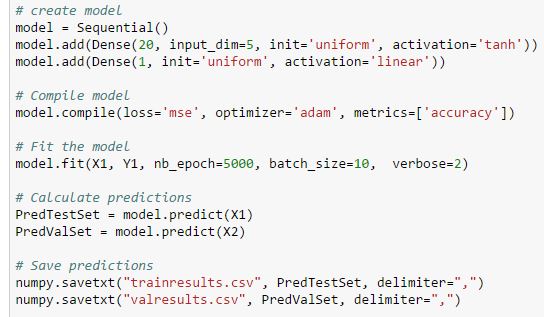 # create model
model = Sequential()
model.add(Dense(20, input_dim=5, init='uniform', activation='tanh'))
model.add(Dense(1, init='uniform', activation='linear'))
# Compile model
model.compile(loss='mse', optimizer='adam', metrics=['accuracy'])
# Fit the model
model.fit(X1, Y1, nb_epoch=5000, batch_size=10,  verbose=2)
# Calculate predictions
PredTestSet = model.predict(X1)
PredValSet = model.predict(X2)
# Save predictions
numpy.savetxt("trainresults.csv", PredTestSet, delimiter=",")
numpy.savetxt("valresults.csv", PredValSet, delimiter=",")